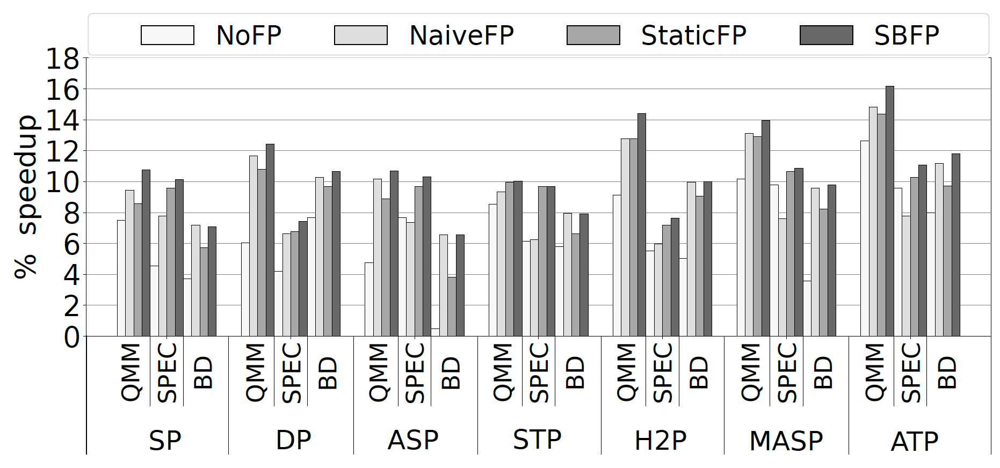 NoFP NaiveFP StaticFP SBFP
% speedup
18
16
14
12
10
8
6
4
2
0
QMM SPEC BD QMM SPEC BD QMM SPEC BD QMM SPEC BD QMM SPEC BD QMM SPEC BD QMM SPEC BD
SP DP ASP STP H2P MASP ATP